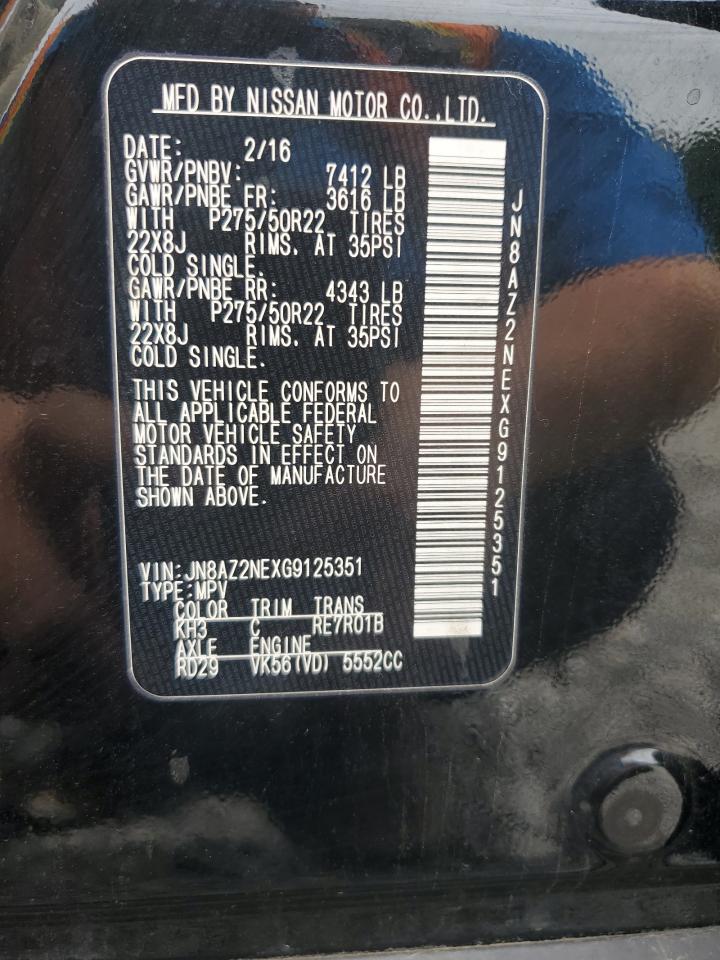 MFD BY NISSAN MOTOR CO.,LTD.
DATE: 2/16
GVWR/PNBV: 7412 LB
GAWR/PNBE FR: 3616 LB
WITH P275/50R22 TIRES
22X8J RIMS. AT 35PSI
COLD SINGLE.
GAWR/PNBE RR: 4343 LB
WITH P275/50R22 TIRES
22X8J RIMS. AT 35PSI
COLD SINGLE.
THIS VEHICLE CONFORMS TO
ALL APPLICABLE FEDERAL
MOTOR VEHICLE SAFETY
STANDARDS IN EFFECT ON
THE DATE OF MANUFACTURE
SHOWN ABOVE.
VIN:JN8AZ2NEXG9125351
TYPE:MPV
COLOR TRIM TRANS
KH3 C RE7R01B
AXLE ENGINE
RD29 VK56(VD) 5552CC
JN8AZ2NEXG9125351